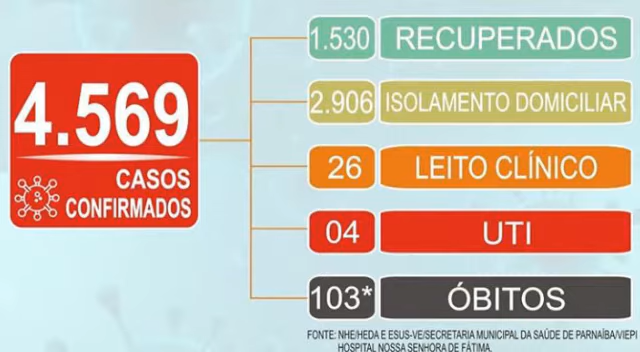 4.569
CASOS
CONFIRMADOS
1.530 RECUPERADOS
2.906 ISOLAMENTO DOMICILIAR
26 LEITO CLÍNICO
04 UTI
103* ÓBITOS
FONTE: NHE/HEDA E ESUS-VE/SECRETARIA MUNICIPAL DA SAÚDE DE PARNAÍBA/VIEPI
HOSPITAL NOSSA SENHORA DE FÁTIMA.